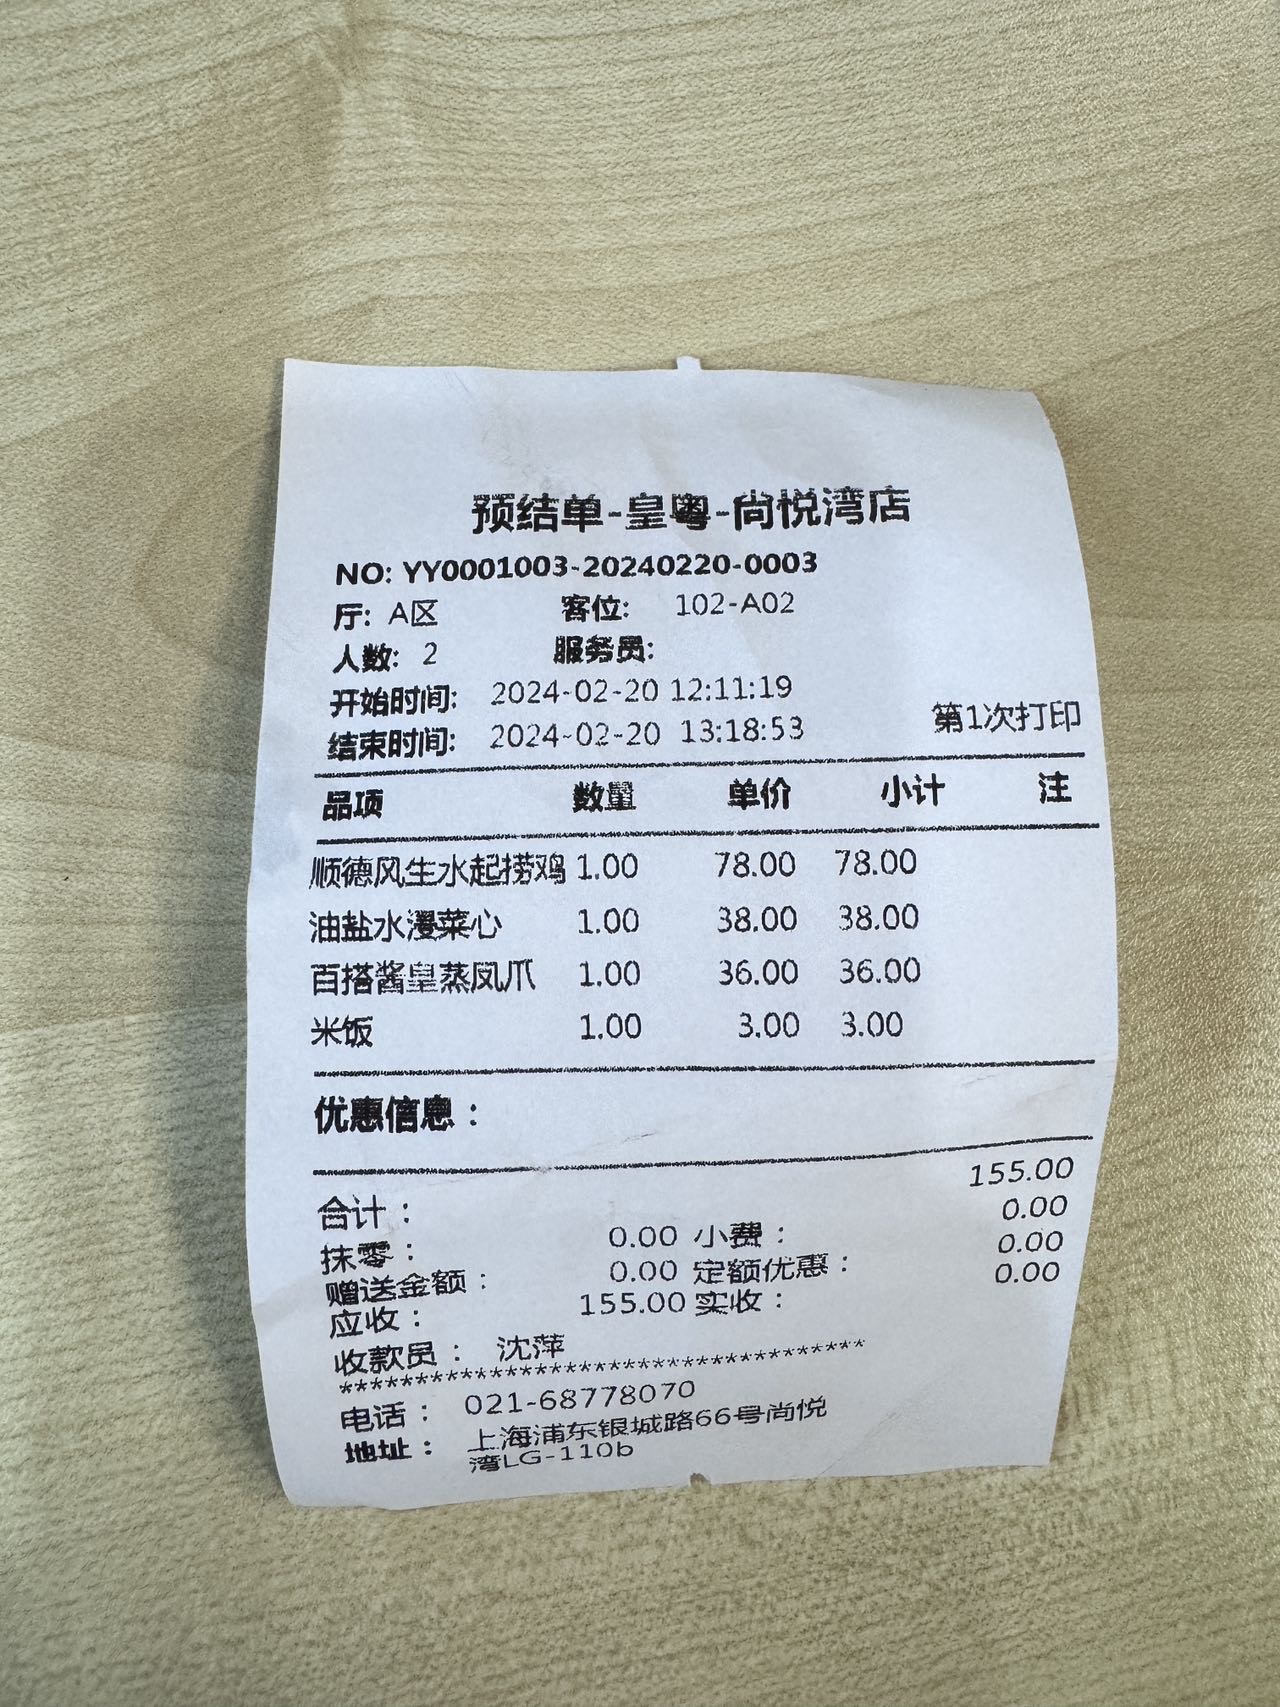 预结单-皇粤-尚悦湾店
NO: YY0001003-20240220-0003
厅: A区 客位: 102-A02
人数: 2 服务员:
开始时间: 2024-02-20 12:11:19
结束时间: 2024-02-20 13:18:53 第1次打印
品项 数量 单价 小计 注
顺德风生水起捞鸡 1.00 78.00 78.00
油盐水浸菜心 1.00 38.00 38.00
百搭酱皇蒸凤爪 1.00 36.00 36.00
米饭 1.00 3.00 3.00
优惠信息：
合计： 155.00
抹零： 0.00 小费： 0.00
赠送金额： 0.00 定额优惠： 0.00
应收： 155.00 实收： 0.00
收款员： 沈萍
****************************************
电话： 021-68778070
地址： 上海浦东银城路66号尚悦
湾LG-110b